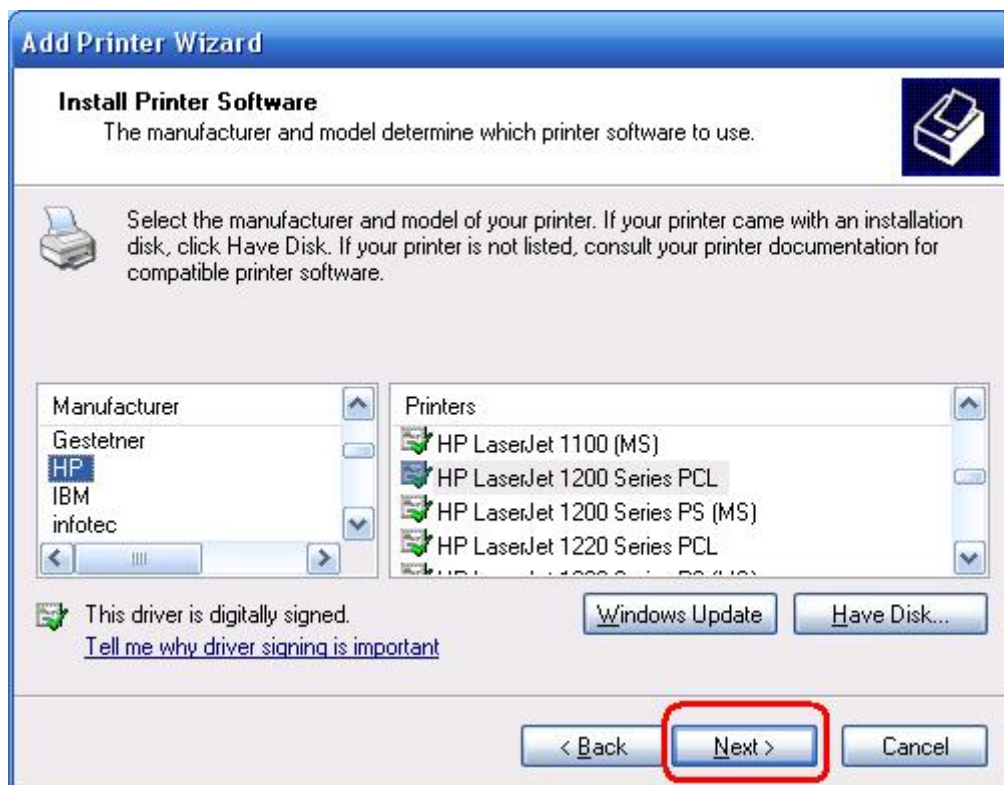 Add Printer Wizard
Install Printer Software
The manufacturer and model determine which printer software to use.
Select the manufacturer and model of your printer. If your printer came with an installation
disk, click Have Disk. If your printer is not listed, consult your printer documentation for
compatible printer software.
Manufacturer
Gestetner
HP
IBM
infotec
Printers
HP LaserJet 1100 (MS)
HP LaserJet 1200 Series PCL
HP LaserJet 1200 Series PS (MS)
HP LaserJet 1220 Series PCL
This driver is digitally signed.
Tell me why driver signing is important
Windows Update
Have Disk...
< Back
Next >
Cancel